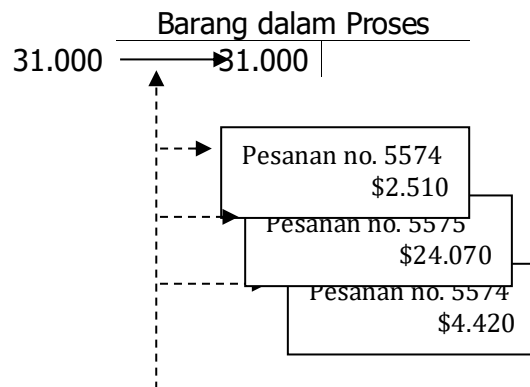 Barang dalam Proses
31.000 31.000
Pesanan no. 5574
$2.510
Pesanan no. 5575
$24.070
Pesanan no. 5574
$4.420